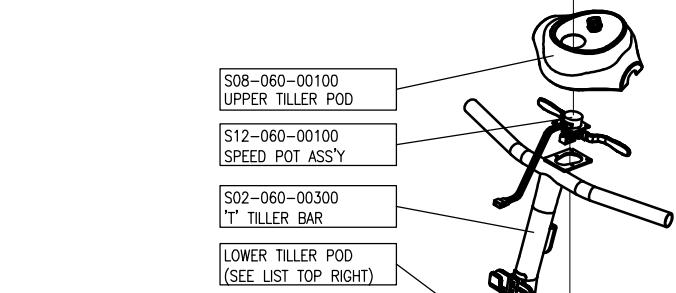 S08-060-00100
UPPER TILLER POD
S12-060-00100
SPEED POT ASS'Y
S02-060-00300
'T' TILLER BAR
LOWER TILLER POD
(SEE LIST TOP RIGHT)